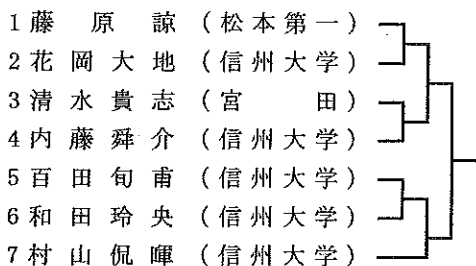 1 藤原諒 (松本第一)
2 花岡大地 (信州大学)
3 清水貴志 (宮田)
4 内藤舜介 (信州大学)
5 百田旬甫 (信州大学)
6 和田玲央 (信州大学)
7 村山侃暉 (信州大学)